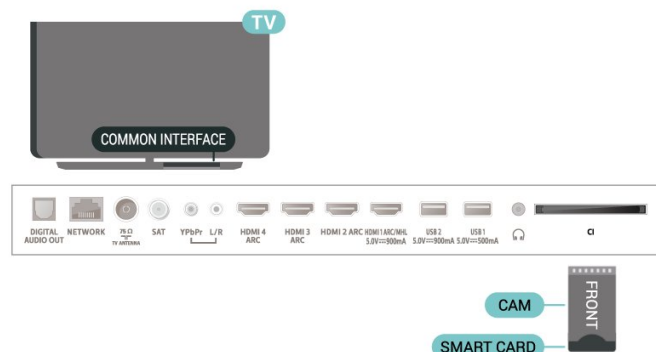 TV
COMMON INTERFACE
DIGITAL AUDIO OUT
NETWORK
75 Ω
TV ANTENNA
SAT
YPbPr L/R
HDMI 4 ARC
HDMI 3 ARC
HDMI 2 ARC
HDMI 1 ARC/MHL
5.0V⎓900mA
USB 2
5.0V⎓900mA
USB 1
5.0V⎓500mA
CI
CAM
FRONT
SMART CARD